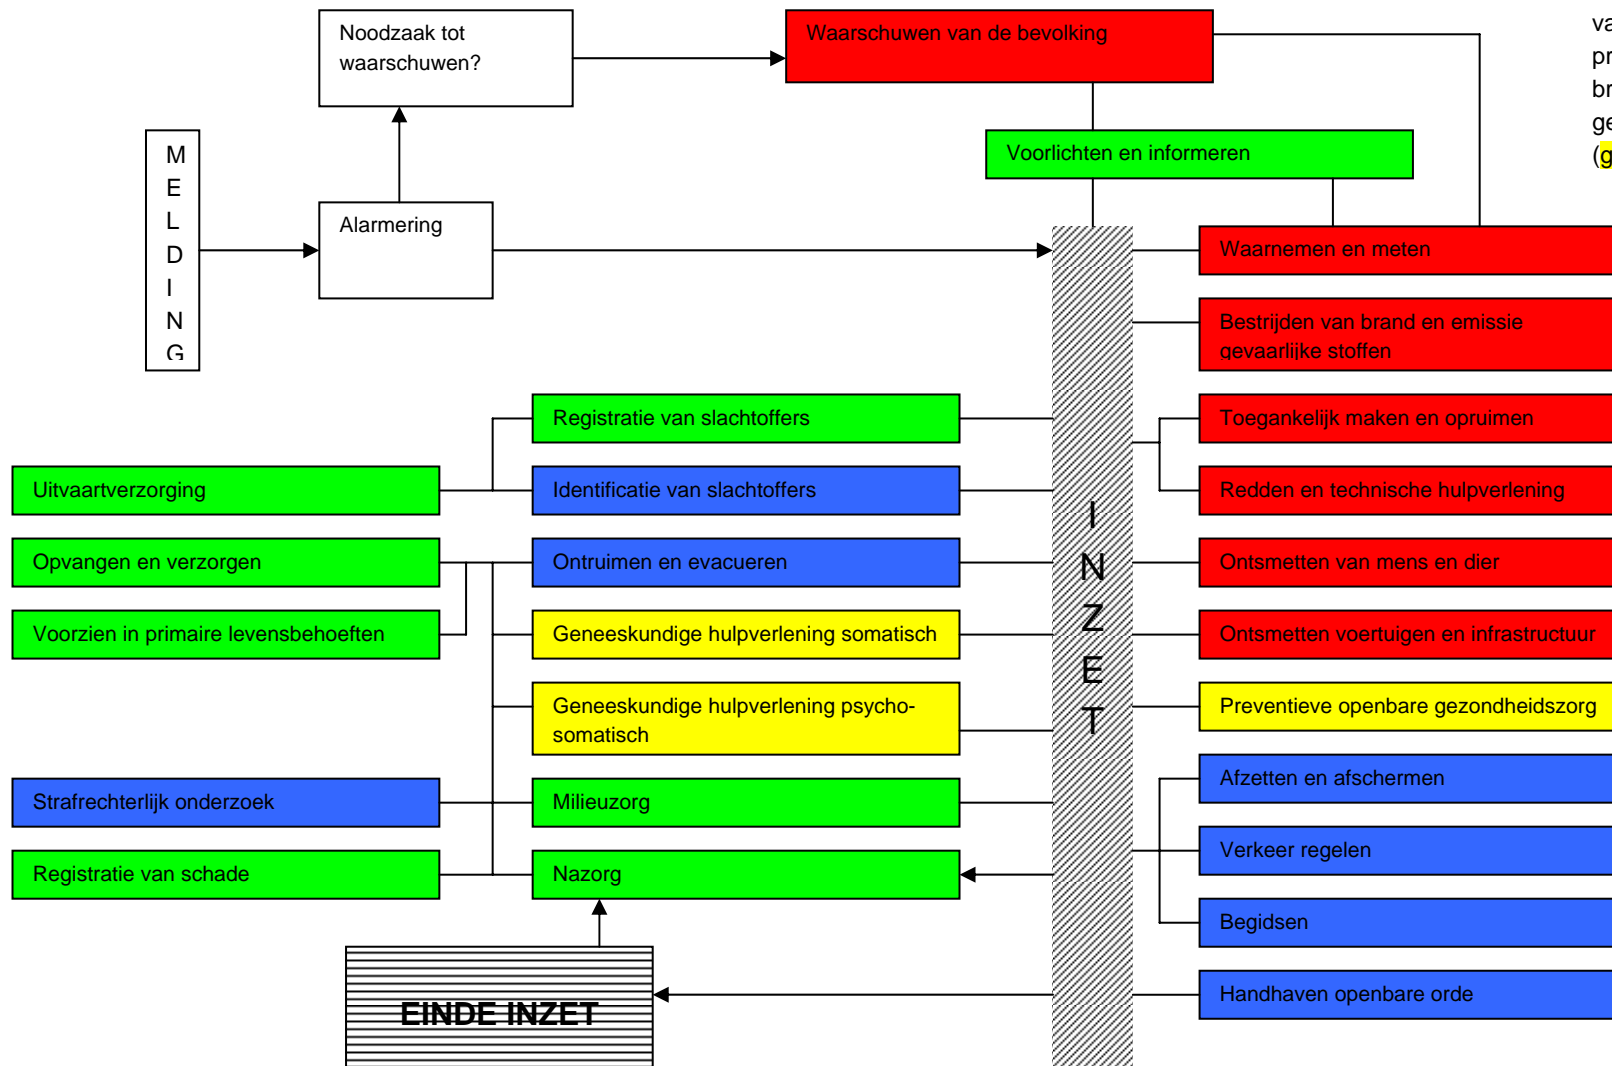 Noodzaak tot
waarschuwen?
Waarschuwen van de bevolking
Voorlichten en informeren
MELDING
Alarmering
Waarnemen en meten
Bestrijden van brand en emissie
gevaarlijke stoffen
Registratie van slachtoffers
Toegankelijk maken en opruimen
Uitvaartverzorging
Identificatie van slachtoffers
Redden en technische hulpverlening
INZET
Opvangen en verzorgen
Ontruimen en evacueren
Ontsmetten van mens en dier
Voorzien in primaire levensbehoeften
Geneeskundige hulpverlening somatisch
Ontsmetten voertuigen en infrastructuur
Geneeskundige hulpverlening psycho-
somatisch
Preventieve openbare gezondheidszorg
Strafrechterlijk onderzoek
Milieuzorg
Afzetten en afschermen
Verkeer regelen
Registratie van schade
Nazorg
Begidsen
EINDE INZET
Handhaven openbare orde